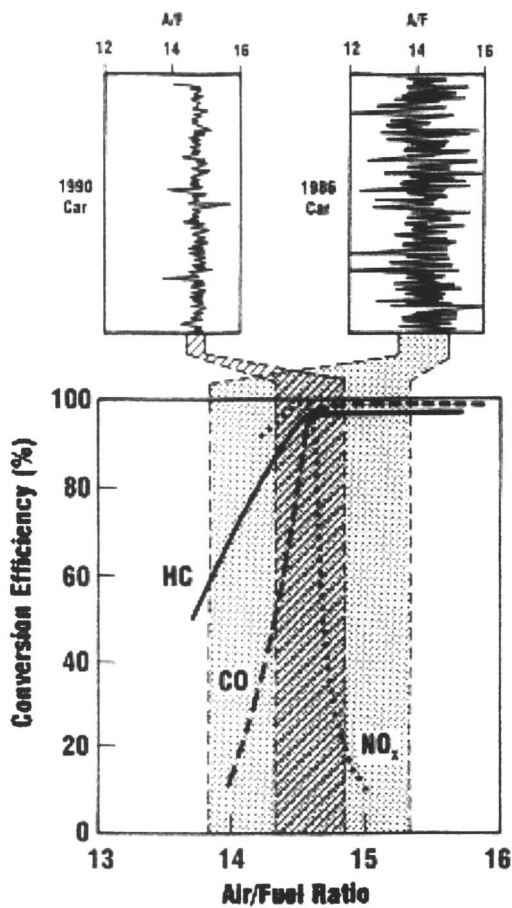 A/F
12 14 16
A/F
12 14 16
1990
Car
1986
Car
100
80
60
40
20
0
Conversion Efficiency (%)
HC
CO
NOx
13 14 15 16
Air/Fuel Ratio